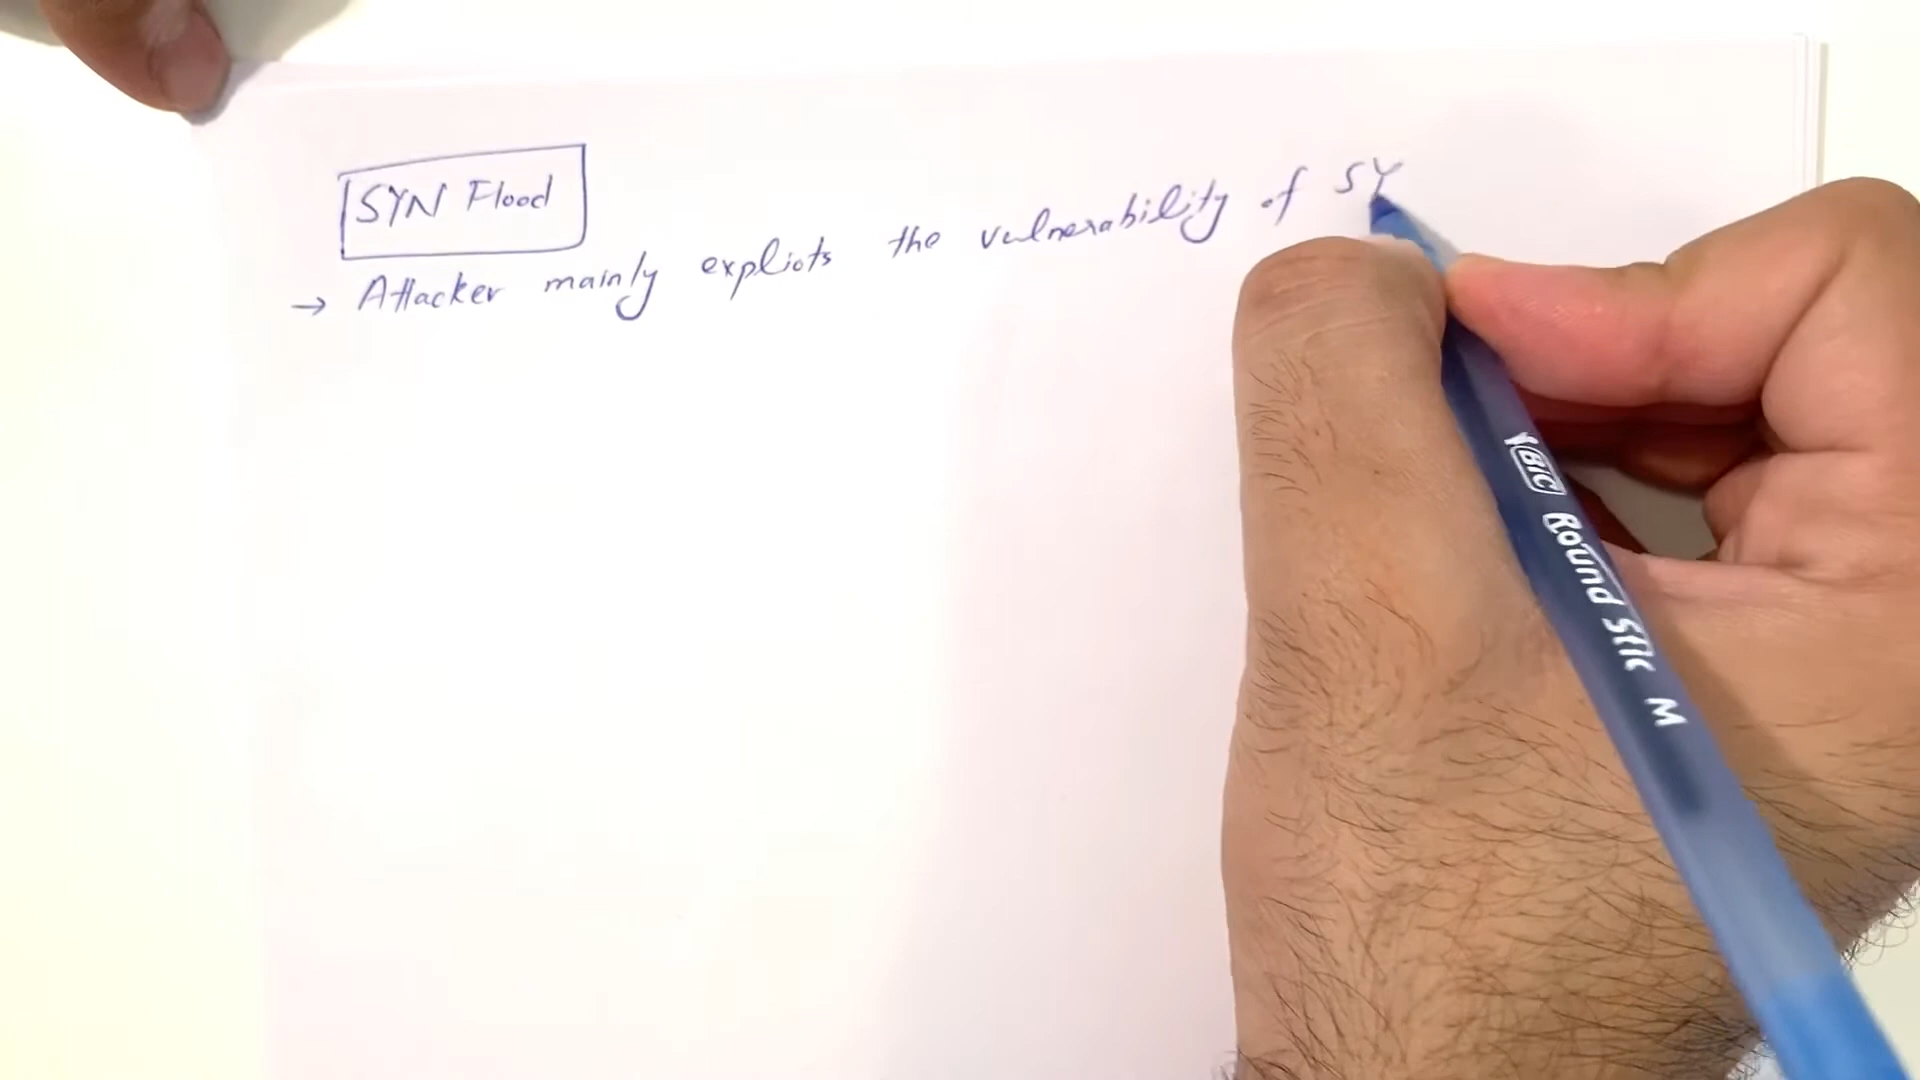 SYN Flood
→ Attacker mainly expliots the vulnerability of SY
BIC Round Stic M